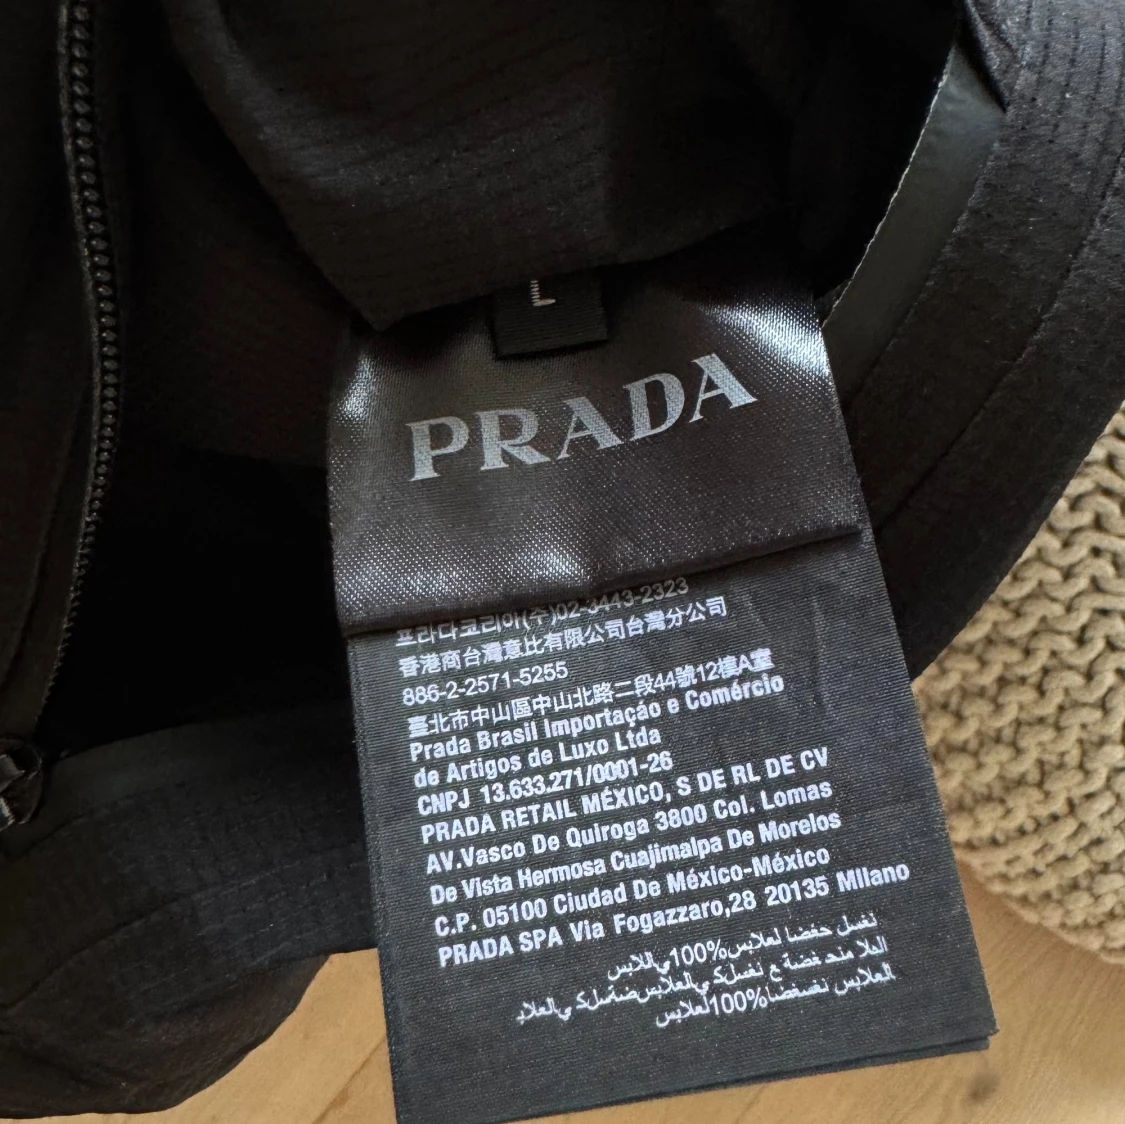 PRADA
프라다코리아(주)02-3443-2323
香港商台灣意比有限公司台灣分公司
886-2-2571-5255
臺北市中山區中山北路二段44號12樓A室
Prada Brasil Importação e Comércio
de Artigos de Luxo Ltda
CNPJ 13.633.271/0001-26
PRADA RETAIL MÉXICO, S DE RL DE CV
AV.Vasco De Quiroga 3800 Col. Lomas
De Vista Hermosa Cuajimalpa De Morelos
C.P. 05100 Ciudad De México-México
PRADA SPA Via Fogazzaro,28 20135 Milano
نغسل حفضا لعلابس%100